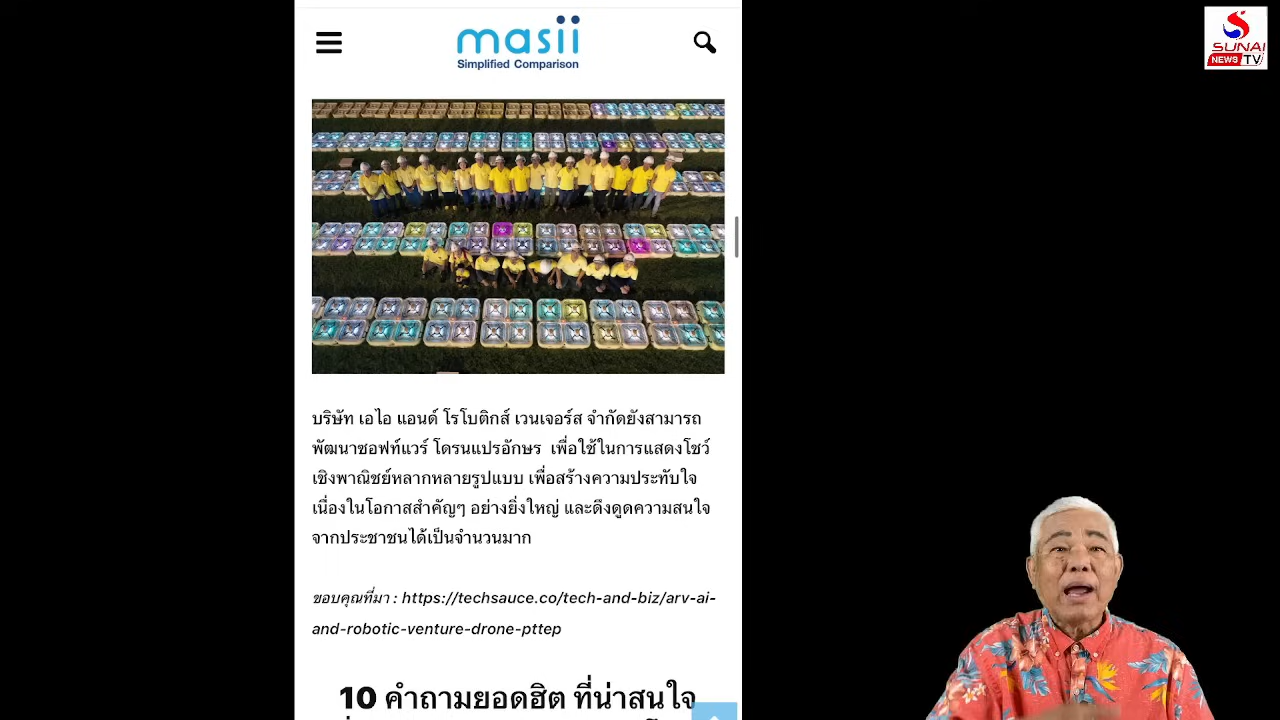 masii
Simplified Comparison
SUNAI
NEWS TV
บริษัท เอไอ แอนด์ โรโบติกส์ เวนเจอร์ส จำกัดยังสามารถ
พัฒนาซอฟท์แวร์ โดรนแปรอักษร เพื่อใช้ในการแสดงโชว์
เชิงพาณิชย์หลากหลายรูปแบบ เพื่อสร้างความประทับใจ
เนื่องในโอกาสสำคัญๆ อย่างยิ่งใหญ่ และดึงดูดความสนใจ
จากประชาชนได้เป็นจำนวนมาก
ขอบคุณที่มา : https://techsauce.co/tech-and-biz/arv-ai-
and-robotic-venture-drone-pttep
10 คำถามยอดฮิต ที่น่าสนใจ